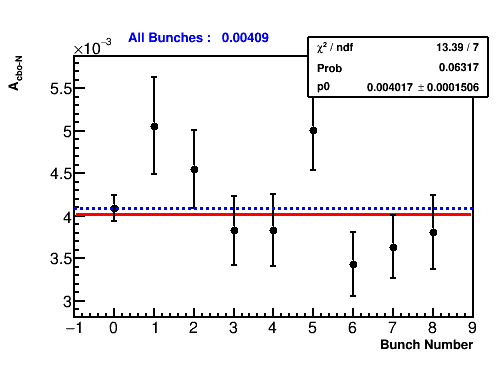 All Bunches : 0.00409
×10⁻³
χ² / ndf 13.39 / 7
Prob 0.06317
p0 0.004017 ± 0.0001506
A_cbo-N
5.5
5
4.5
4
3.5
3
−1 0 1 2 3 4 5 6 7 8 9
Bunch Number